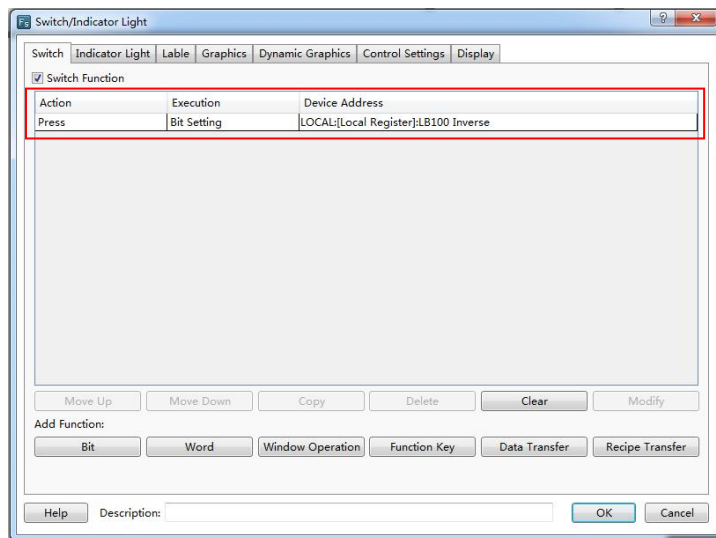 Fs Switch/Indicator Light
Switch Indicator Light Lable Graphics Dynamic Graphics Control Settings Display
Switch Function
Action Execution Device Address
Press Bit Setting LOCAL:[Local Register]:LB100 Inverse
Move Up Move Down Copy Delete Clear Modify
Add Function:
Bit Word Window Operation Function Key Data Transfer Recipe Transfer
Help Description: OK Cancel